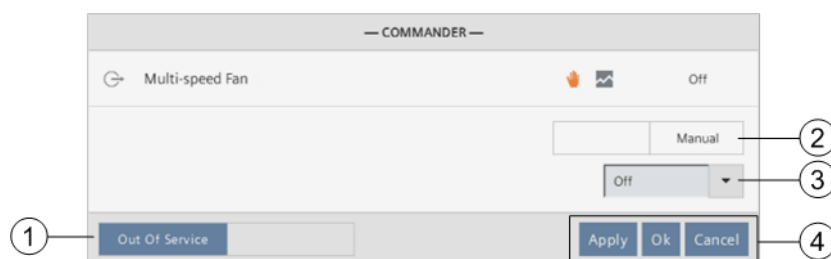 — COMMANDER —
Multi-speed Fan Off
Manual 2
Off 3
1 Out Of Service Apply Ok Cancel 4